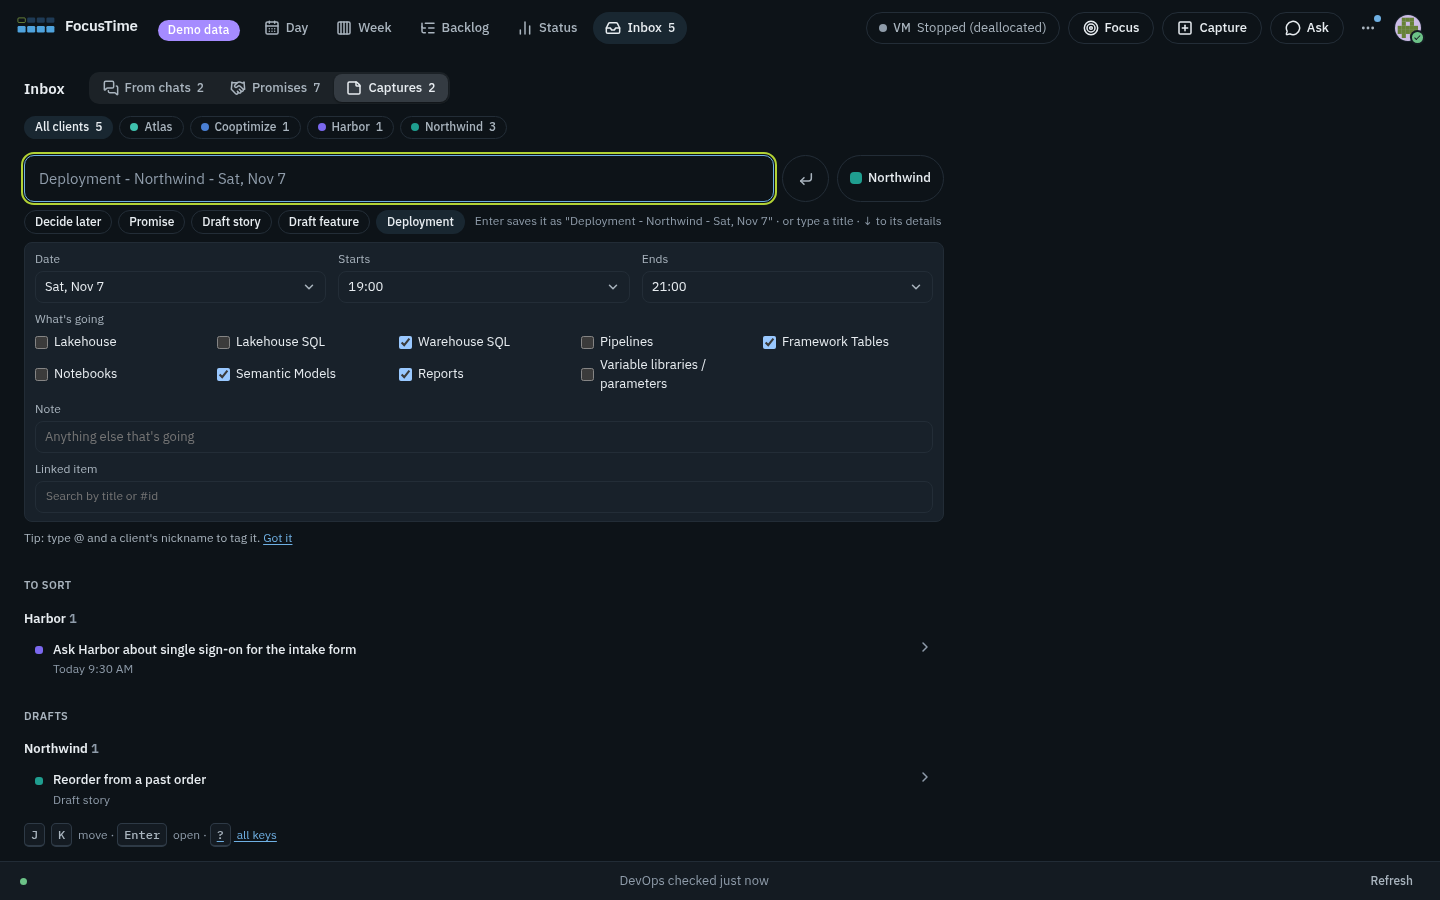 FocusTime
Demo data
Day
Week
Backlog
Status
Inbox 5
VM Stopped (deallocated)
Focus
Capture
Ask
Inbox
From chats 2
Promises 7
Captures 2
All clients 5
Atlas
Cooptimize 1
Harbor 1
Northwind 3
Deployment - Northwind - Sat, Nov 7
Northwind
Decide later
Promise
Draft story
Draft feature
Deployment
Enter saves it as "Deployment - Northwind - Sat, Nov 7" · or type a title · ↓ to its details
Date
Starts
Ends
Sat, Nov 7
19:00
21:00
What's going
Lakehouse
Lakehouse SQL
Warehouse SQL
Pipelines
Framework Tables
Notebooks
Semantic Models
Reports
Variable libraries /
parameters
Note
Anything else that's going
Linked item
Search by title or #id
Tip: type @ and a client's nickname to tag it. Got it
TO SORT
Harbor 1
Ask Harbor about single sign-on for the intake form
Today 9:30 AM
DRAFTS
Northwind 1
Reorder from a past order
Draft story
J K move · Enter open · ? all keys
DevOps checked just now
Refresh